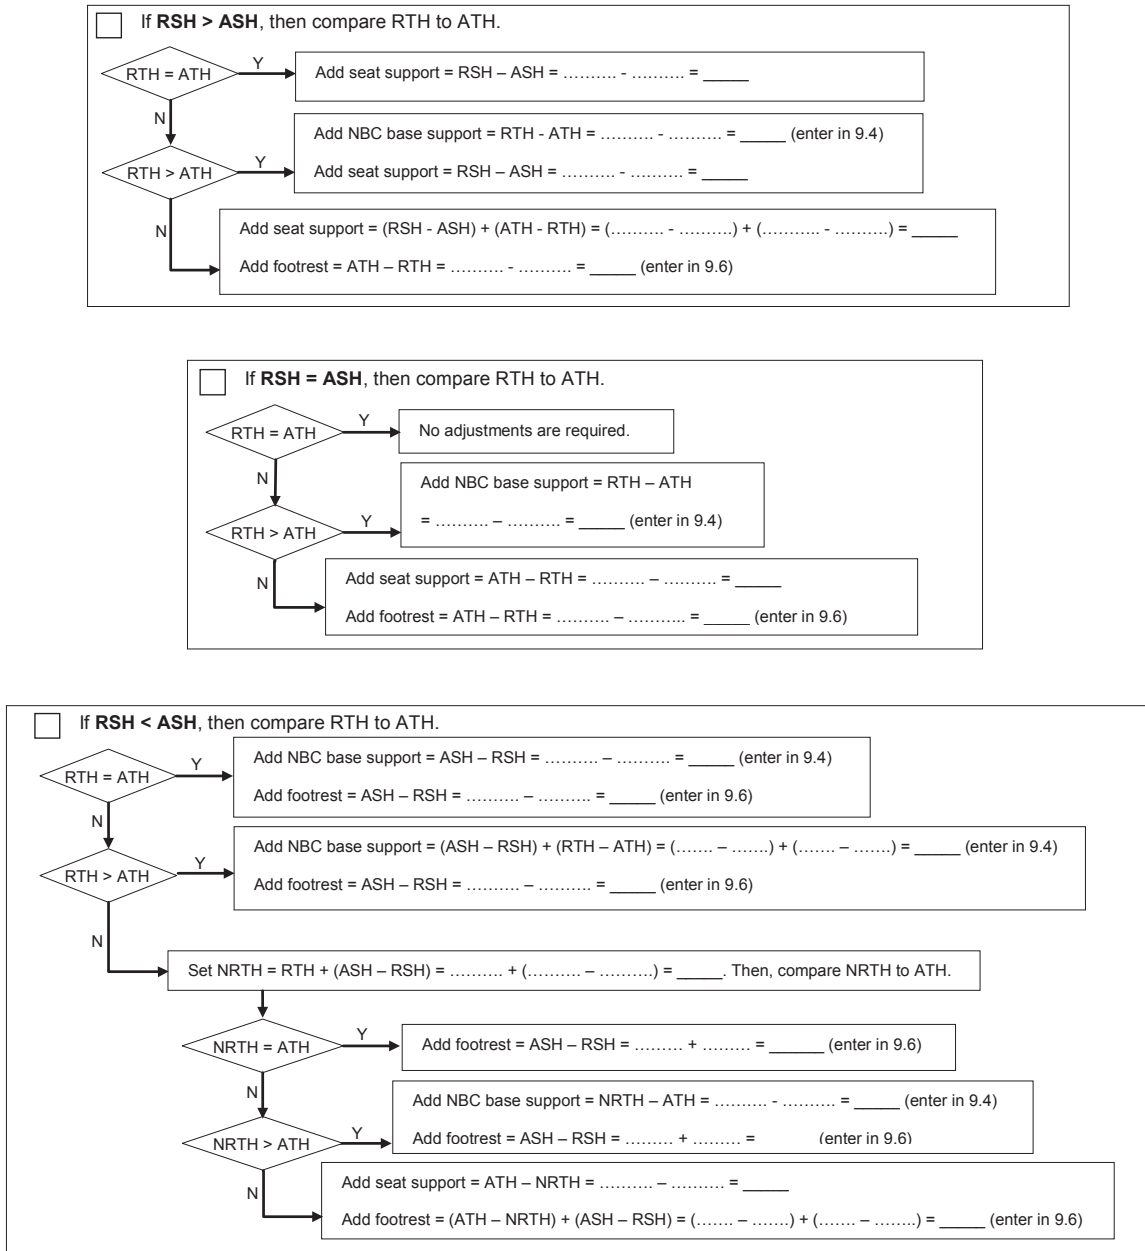 If RSH > ASH, then compare RTH to ATH.
RTH = ATH
Y
Add seat support = RSH – ASH = ………. - ………. = _____
N
Add NBC base support = RTH - ATH = ………. - ………. = _____ (enter in 9.4)
RTH > ATH
Y
Add seat support = RSH – ASH = ………. - ………. = _____
N
Add seat support = (RSH - ASH) + (ATH - RTH) = (………. - ……….) + (……….. - ……….) = _____
Add footrest = ATH – RTH = ………. - ………. = _____ (enter in 9.6)
If RSH = ASH, then compare RTH to ATH.
RTH = ATH
Y
No adjustments are required.
N
Add NBC base support = RTH – ATH
= ………. – ………. = _____ (enter in 9.4)
RTH > ATH
Y
N
Add seat support = ATH – RTH = ………. – ………. = _____
Add footrest = ATH – RTH = ………. – ……….. = _____ (enter in 9.6)
If RSH < ASH, then compare RTH to ATH.
RTH = ATH
Y
Add NBC base support = ASH – RSH = ………. – ………. = _____ (enter in 9.4)
Add footrest = ASH – RSH = ………. – ………. = _____ (enter in 9.6)
N
Add NBC base support = (ASH – RSH) + (RTH – ATH) = (……. – …….) + (……. – …….) = _____ (enter in 9.4)
RTH > ATH
Y
Add footrest = ASH – RSH = ………. – ………. = _____ (enter in 9.6)
N
Set NRTH = RTH + (ASH – RSH) = ………. + (………. – ……….) = _____. Then, compare NRTH to ATH.
NRTH = ATH
Y
Add footrest = ASH – RSH = ……… + ……… = ______ (enter in 9.6)
N
Add NBC base support = NRTH – ATH = ………. - ………. = _____ (enter in 9.4)
NRTH > ATH
Y
Add footrest = ASH – RSH = ……… + ……… = (enter in 9.6)
N
Add seat support = ATH – NRTH = ………. – ………. = _____
Add footrest = (ATH – NRTH) + (ASH – RSH) = (……. – …….) + (……. – ……..) = _____ (enter in 9.6)